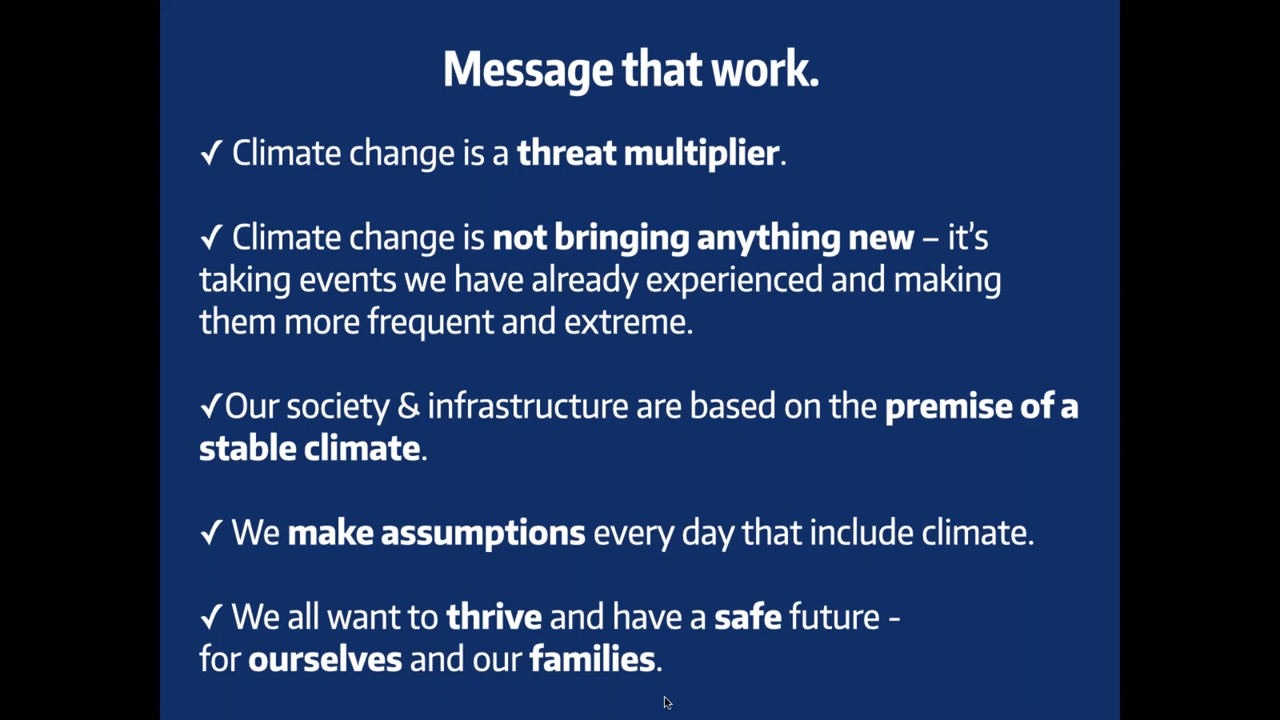 Message that work.
✓ Climate change is a threat multiplier.
✓ Climate change is not bringing anything new – it’s
taking events we have already experienced and making
them more frequent and extreme.
✓Our society & infrastructure are based on the premise of a
stable climate.
✓ We make assumptions every day that include climate.
✓ We all want to thrive and have a safe future -
for ourselves and our families.